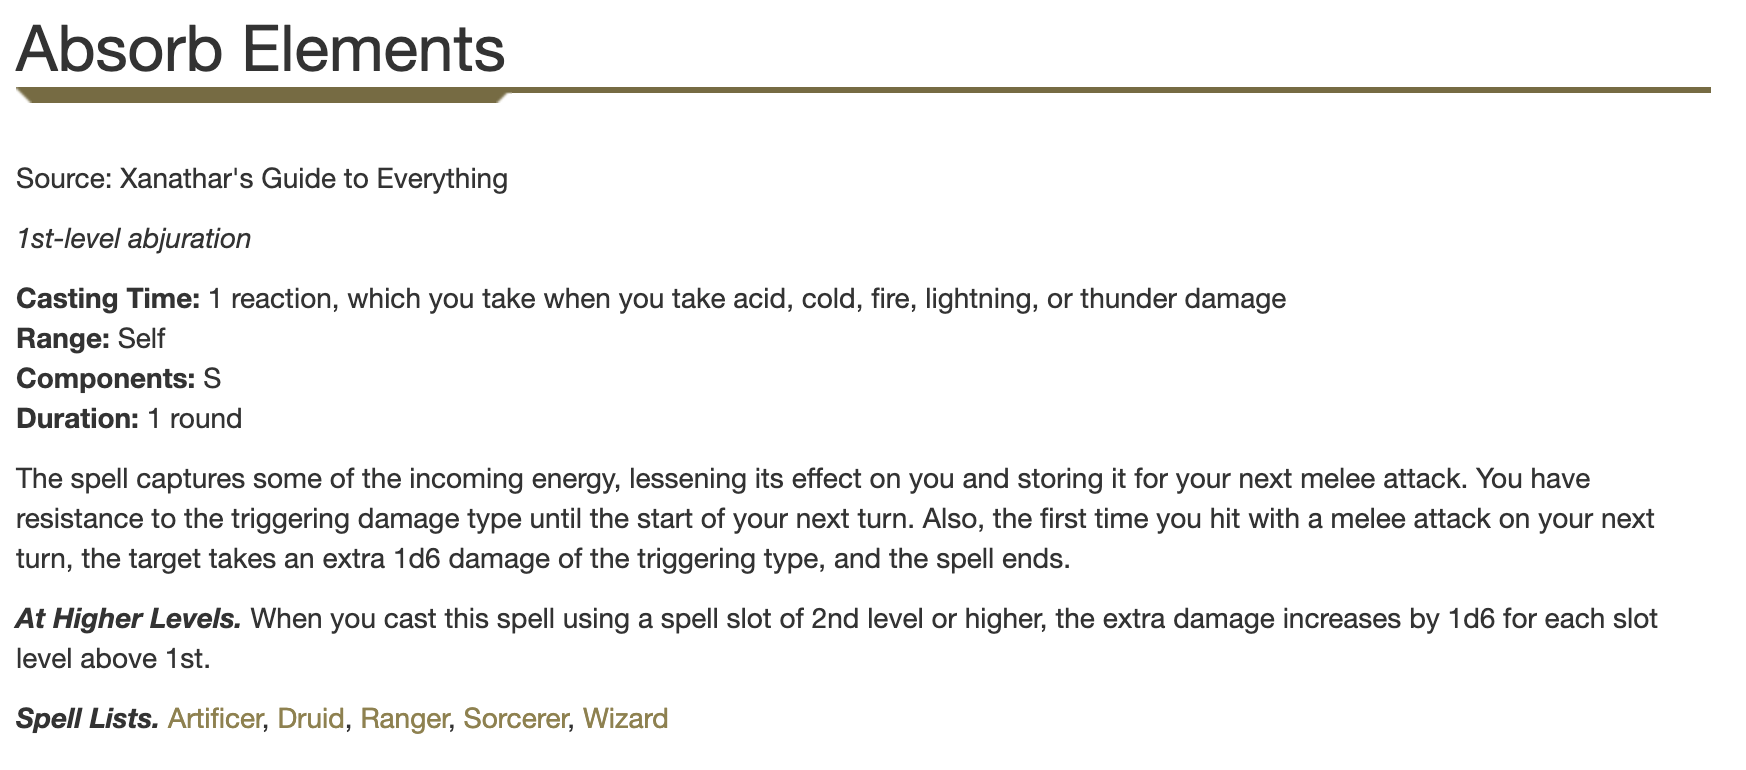 Absorb Elements
Source: Xanathar's Guide to Everything
1st-level abjuration
Casting Time: 1 reaction, which you take when you take acid, cold, fire, lightning, or thunder damage
Range: Self
Components: S
Duration: 1 round
The spell captures some of the incoming energy, lessening its effect on you and storing it for your next melee attack. You have
resistance to the triggering damage type until the start of your next turn. Also, the first time you hit with a melee attack on your next
turn, the target takes an extra 1d6 damage of the triggering type, and the spell ends.
At Higher Levels. When you cast this spell using a spell slot of 2nd level or higher, the extra damage increases by 1d6 for each slot
level above 1st.
Spell Lists. Artificer, Druid, Ranger, Sorcerer, Wizard